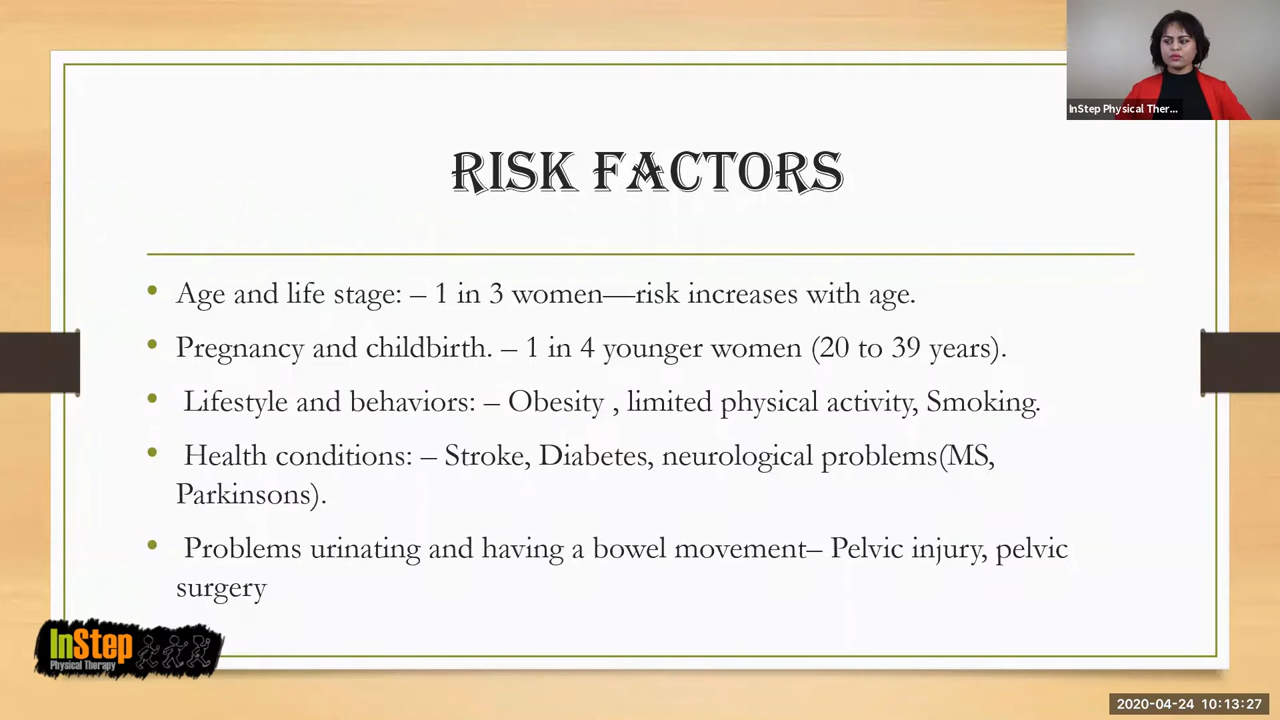 InStep Physical Ther...
RISK FACTORS
• Age and life stage: – 1 in 3 women—risk increases with age.
• Pregnancy and childbirth. – 1 in 4 younger women (20 to 39 years).
• Lifestyle and behaviors: – Obesity , limited physical activity, Smoking.
• Health conditions: – Stroke, Diabetes, neurological problems(MS,
Parkinsons).
• Problems urinating and having a bowel movement– Pelvic injury, pelvic
surgery
InStep
Physical Therapy
2020-04-24 10:13:27